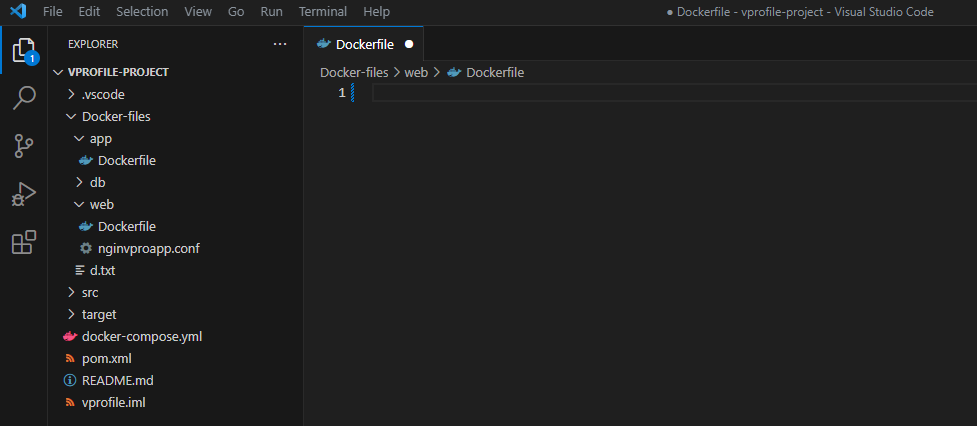 File Edit Selection View Go Run Terminal Help
● Dockerfile - vprofile-project - Visual Studio Code
1
EXPLORER ...
VPROFILE-PROJECT
.vscode
Docker-files
app
Dockerfile
db
web
Dockerfile
nginvproapp.conf
d.txt
src
target
docker-compose.yml
pom.xml
README.md
vprofile.iml
Dockerfile ●
Docker-files > web > Dockerfile
1